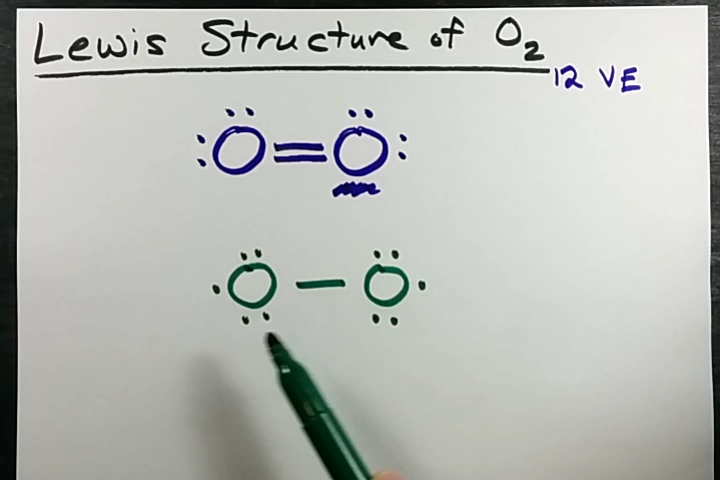 Lewis Structure of O₂
12 VE
:Ö=Ö:
·O–O·